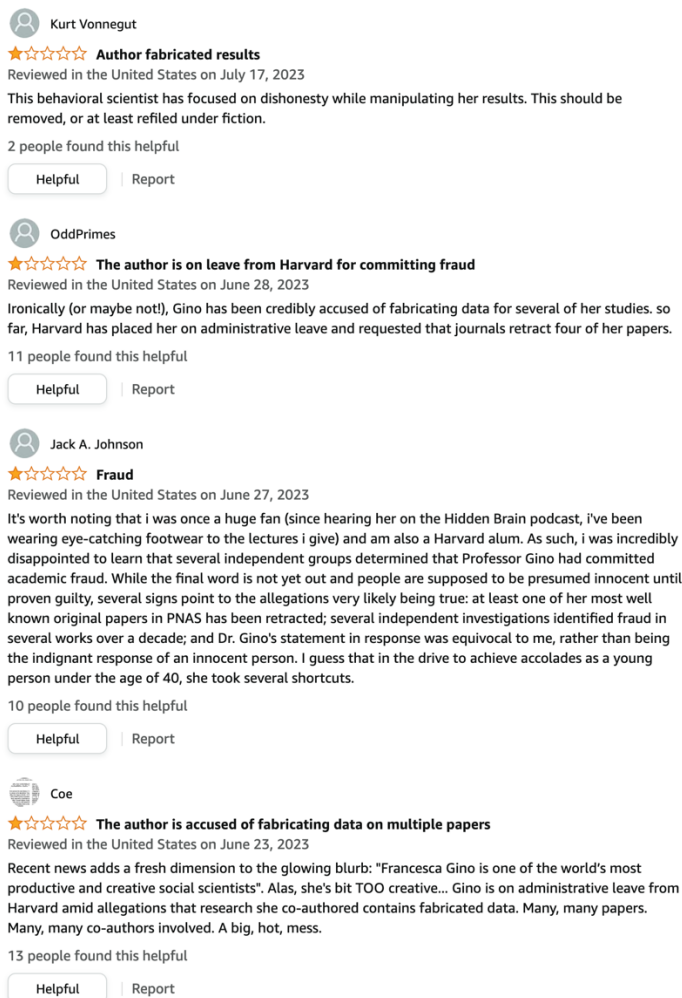 Kurt Vonnegut
Author fabricated results
Reviewed in the United States on July 17, 2023
This behavioral scientist has focused on dishonesty while manipulating her results. This should be
removed, or at least refiled under fiction.
2 people found this helpful
Helpful
Report
OddPrimes
The author is on leave from Harvard for committing fraud
Reviewed in the United States on June 28, 2023
Ironically (or maybe not!), Gino has been credibly accused of fabricating data for several of her studies. so
far, Harvard has placed her on administrative leave and requested that journals retract four of her papers.
11 people found this helpful
Helpful
Report
Jack A. Johnson
Fraud
Reviewed in the United States on June 27, 2023
It's worth noting that i was once a huge fan (since hearing her on the Hidden Brain podcast, i've been
wearing eye-catching footwear to the lectures i give) and am also a Harvard alum. As such, i was incredibly
disappointed to learn that several independent groups determined that Professor Gino had committed
academic fraud. While the final word is not yet out and people are supposed to be presumed innocent until
proven guilty, several signs point to the allegations very likely being true: at least one of her most well
known original papers in PNAS has been retracted; several independent investigations identified fraud in
several works over a decade; and Dr. Gino's statement in response was equivocal to me, rather than being
the indignant response of an innocent person. I guess that in the drive to achieve accolades as a young
person under the age of 40, she took several shortcuts.
10 people found this helpful
Helpful
Report
Coe
The author is accused of fabricating data on multiple papers
Reviewed in the United States on June 23, 2023
Recent news adds a fresh dimension to the glowing blurb: "Francesca Gino is one of the world’s most
productive and creative social scientists". Alas, she's bit TOO creative... Gino is on administrative leave from
Harvard amid allegations that research she co-authored contains fabricated data. Many, many papers.
Many, many co-authors involved. A big, hot, mess.
13 people found this helpful
Helpful
Report